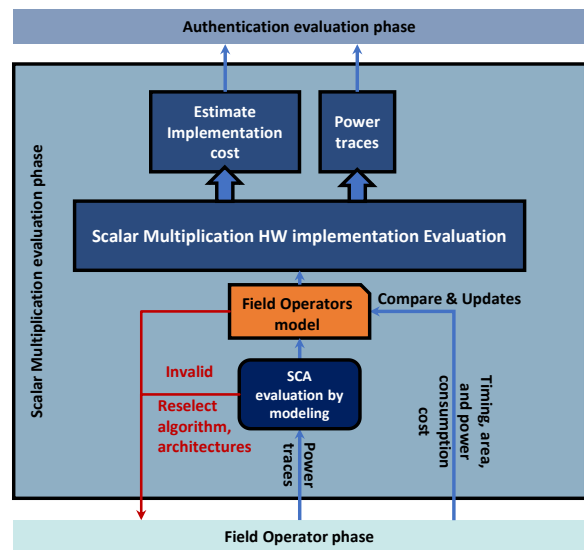 Authentication evaluation phase
Scalar Multiplication evaluation phase
Estimate
Implementation
cost
Power
traces
Scalar Multiplication HW implementation Evaluation
Field Operators
model
Compare & Updates
Invalid
Reselect
algorithm,
architectures
SCA
evaluation by
modeling
Power
traces
Timing, area,
and power
consumption
cost
Field Operator phase